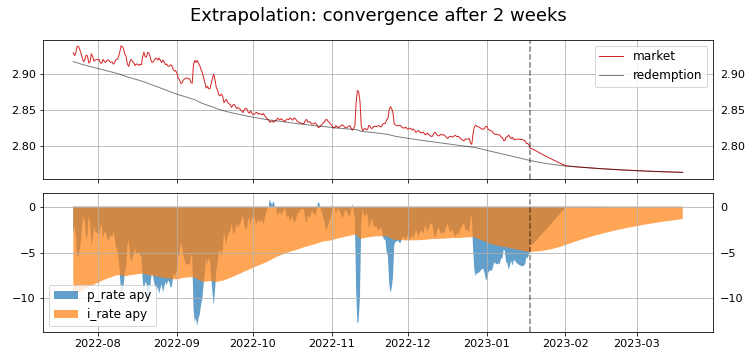 Extrapolation: convergence after 2 weeks
market
redemption
2.90
2.85
2.80
2.90
2.85
2.80
0
−5
−10
0
−5
−10
p_rate apy
i_rate apy
2022-08 2022-09 2022-10 2022-11 2022-12 2023-01 2023-02 2023-03